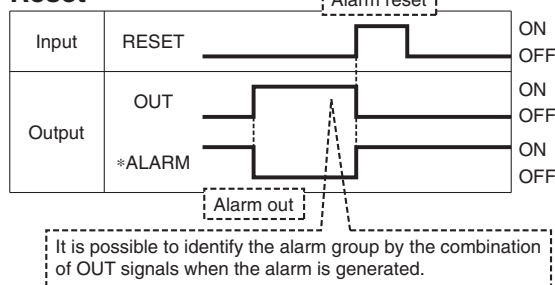 Reset
Alarm reset
Input RESET ON
OFF
Output OUT ON
OFF
*ALARM ON
OFF
Alarm out
It is possible to identify the alarm group by the combination
of OUT signals when the alarm is generated.